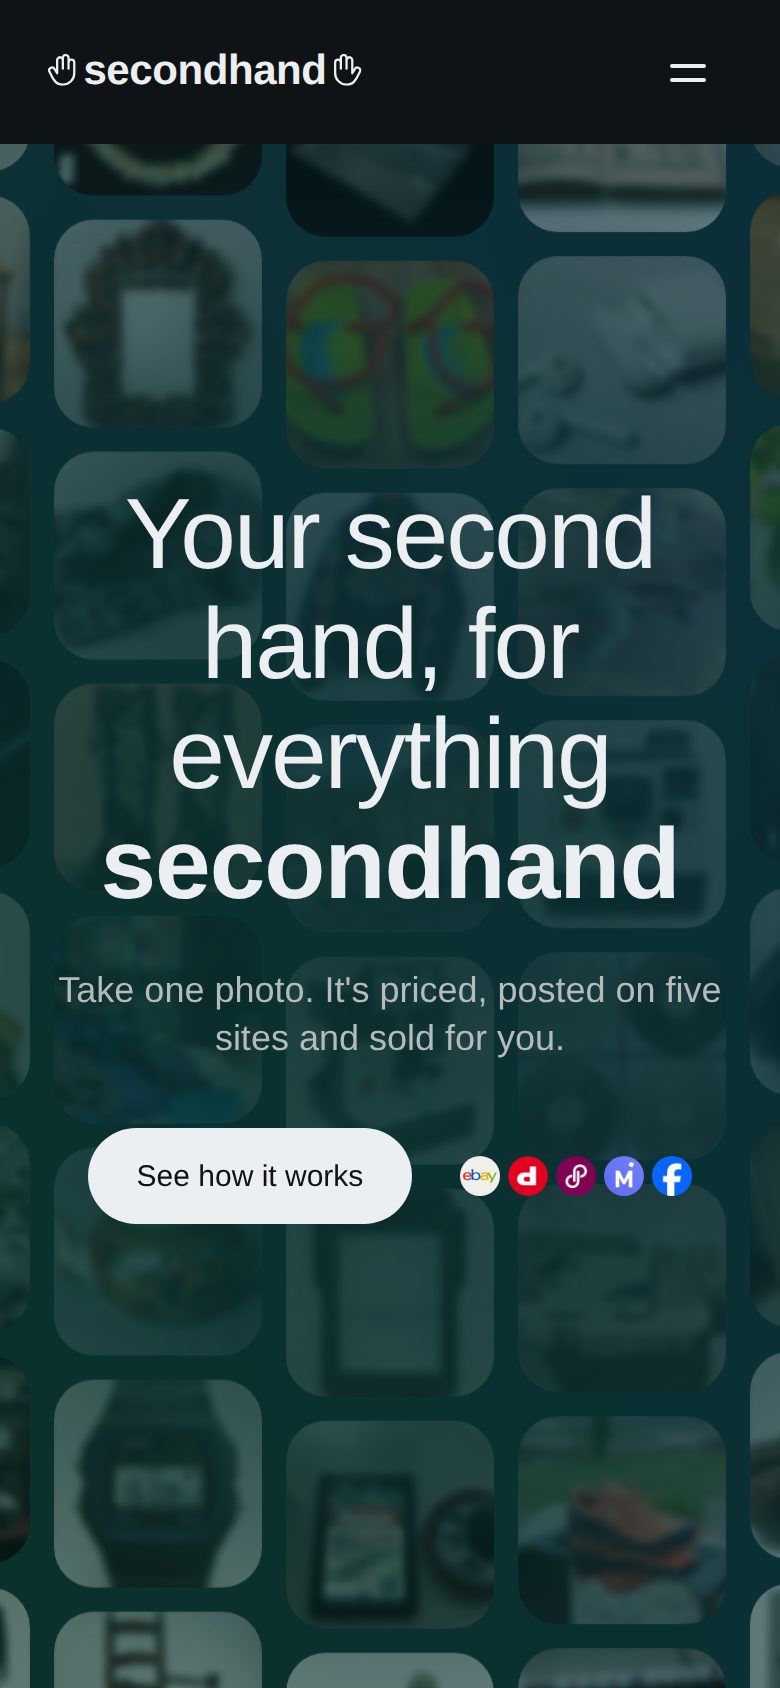 secondhand
Your second
hand, for
everything
secondhand
Take one photo. It's priced, posted on five
sites and sold for you.
See how it works
ebay